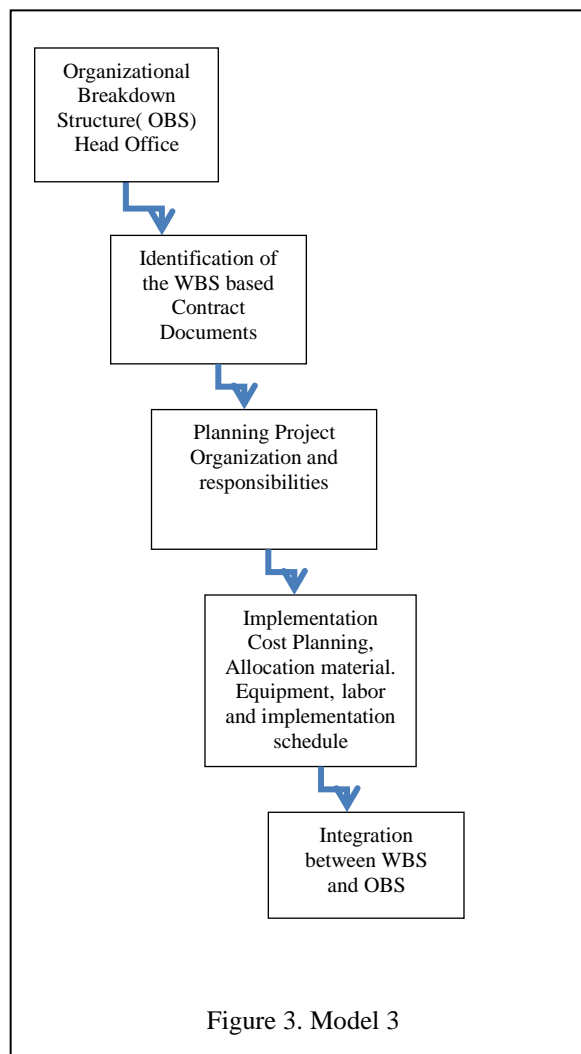 Organizational
Breakdown
Structure( OBS)
Head Office
Identification of
the WBS based
Contract
Documents
Planning Project
Organization and
responsibilities
Implementation
Cost Planning,
Allocation material.
Equipment, labor
and implementation
schedule
Integration
between WBS
and OBS
Figure 3. Model 3